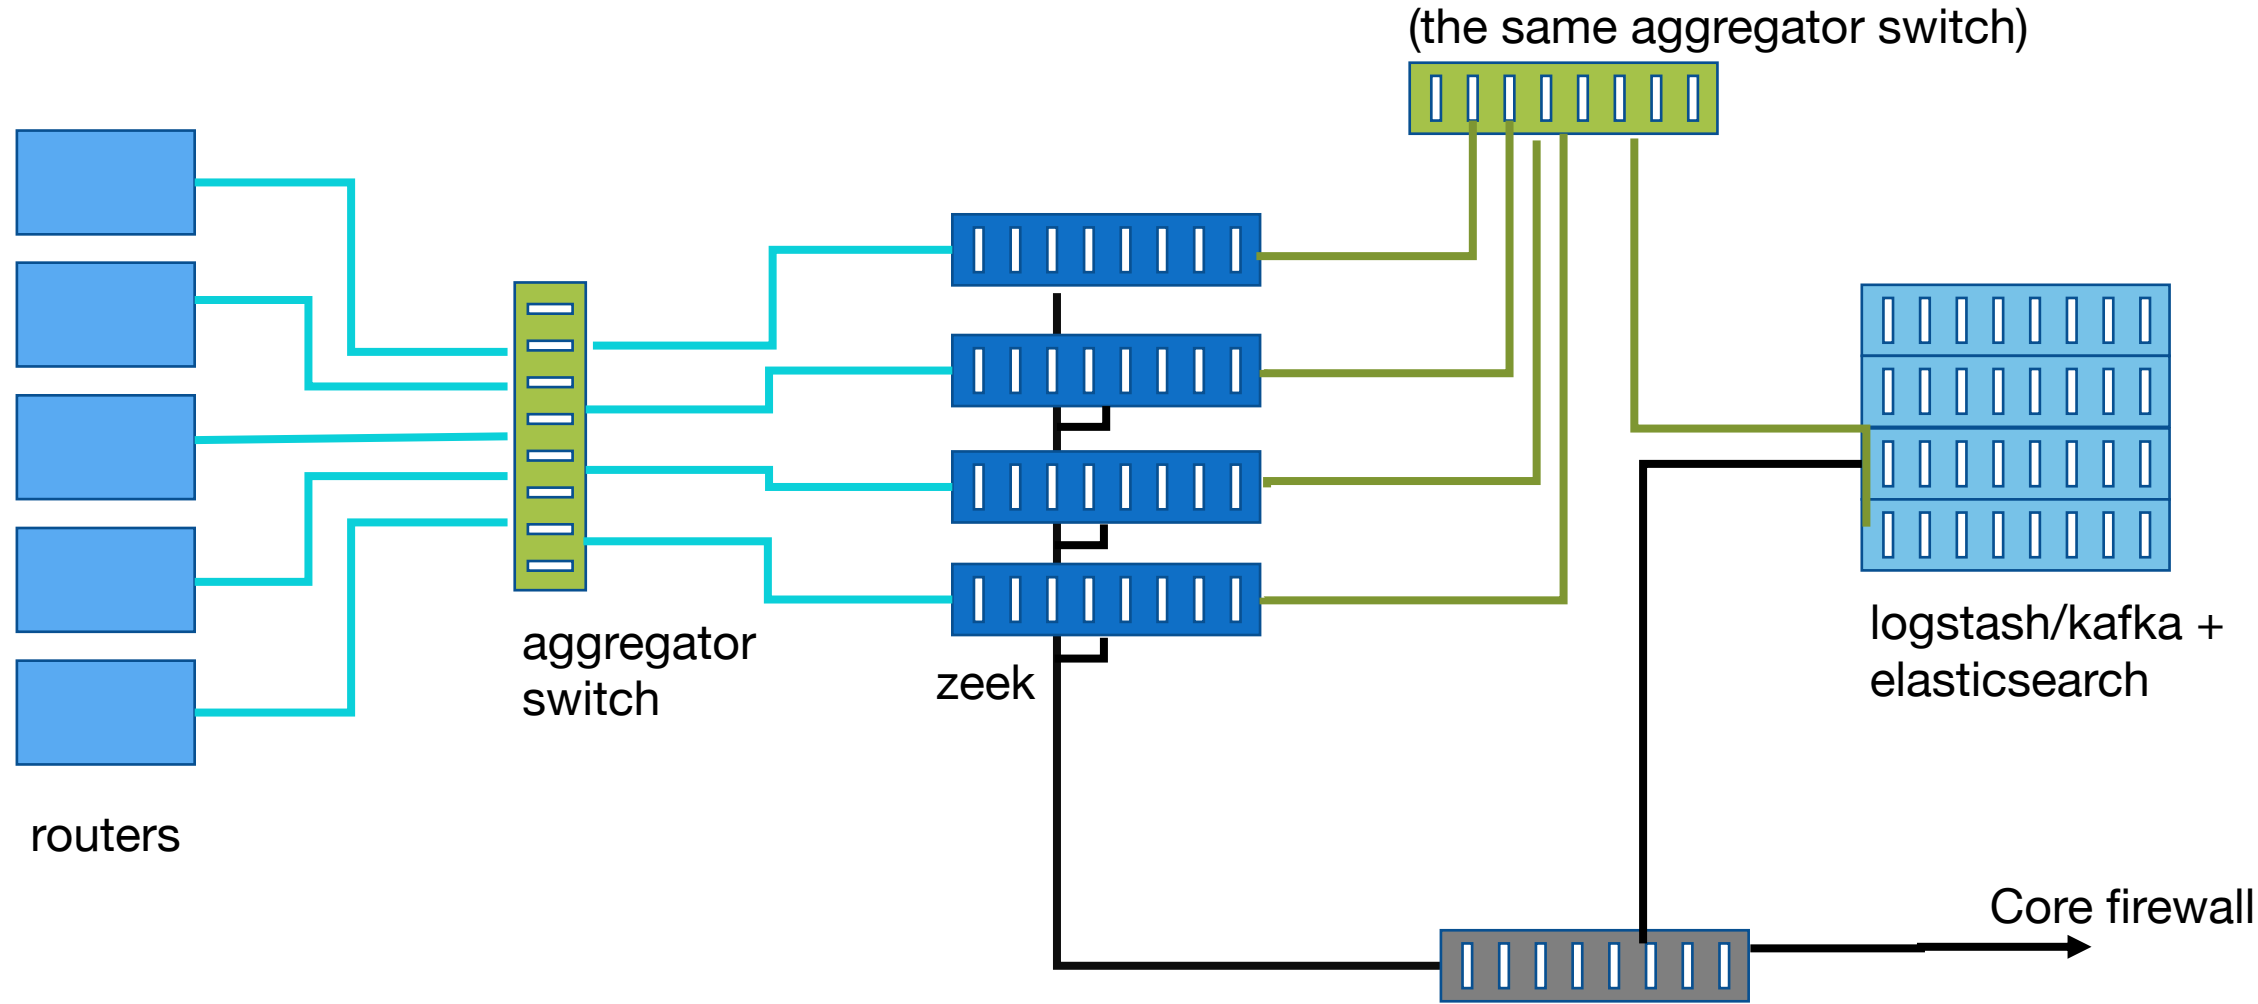 (the same aggregator switch)
aggregator
switch
zeek
logstash/kafka +
elasticsearch
routers
Core firewall